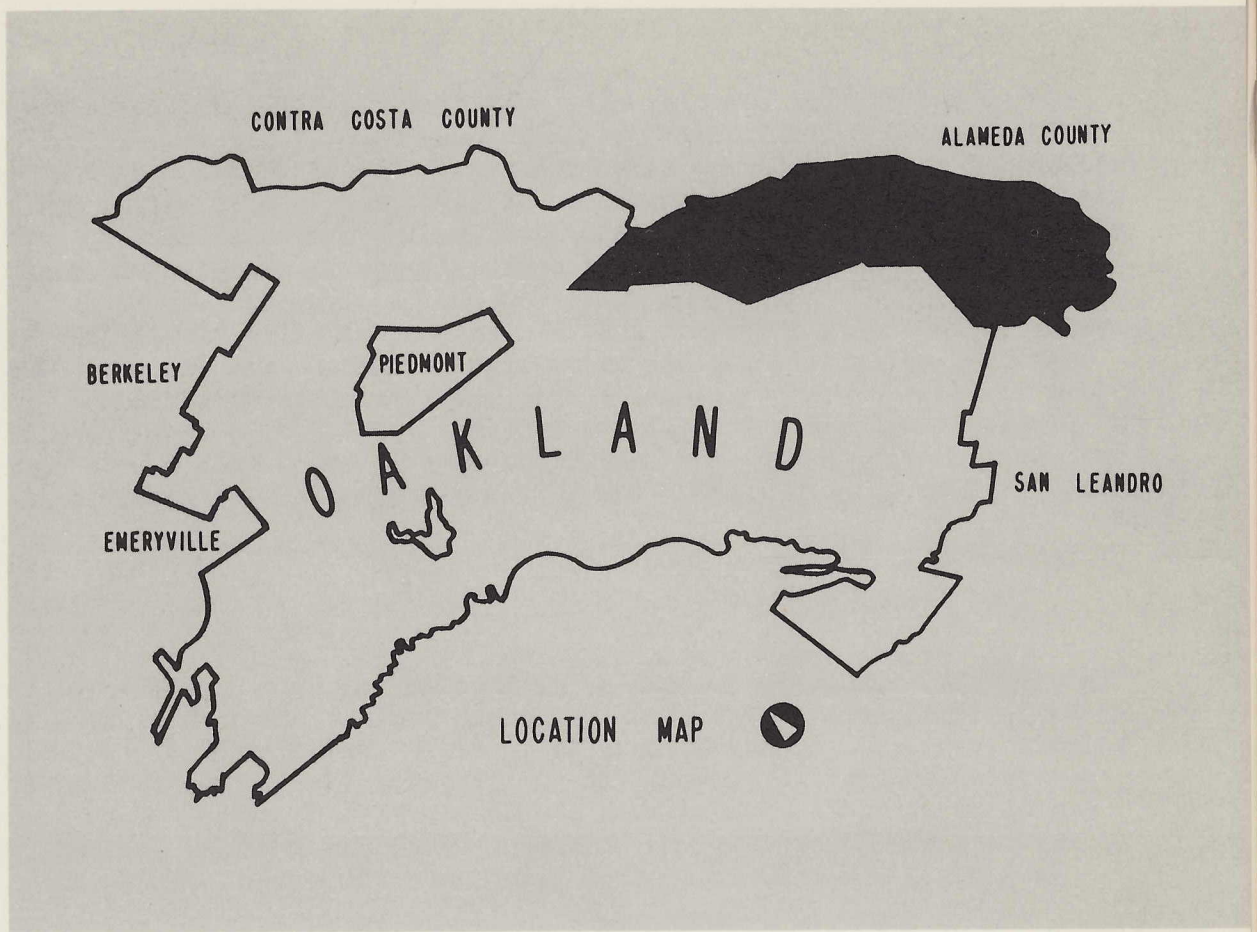 CONTRA COSTA COUNTY
ALAMEDA COUNTY
BERKELEY
PIEDMONT
OAKLAND
SAN LEANDRO
EMERYVILLE
LOCATION MAP